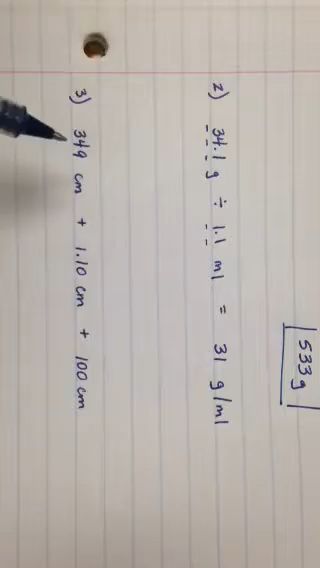 533 g
2) 34.1 g ÷ 1.1 ml = 31 g/ml
3) 349 cm + 1.10 cm + 100 cm